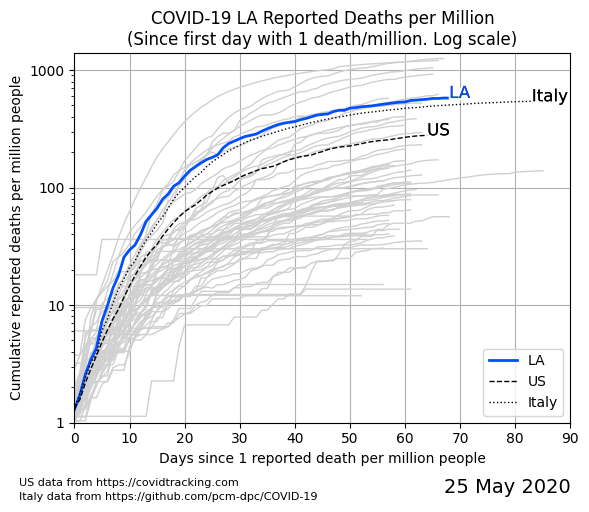 COVID-19 LA Reported Deaths per Million
(Since first day with 1 death/million. Log scale)
Cumulative reported deaths per million people
1000
100
10
1
LA
Italy
US
LA
US
Italy
0 10 20 30 40 50 60 70 80 90
Days since 1 reported death per million people
US data from https://covidtracking.com
Italy data from https://github.com/pcm-dpc/COVID-19
25 May 2020